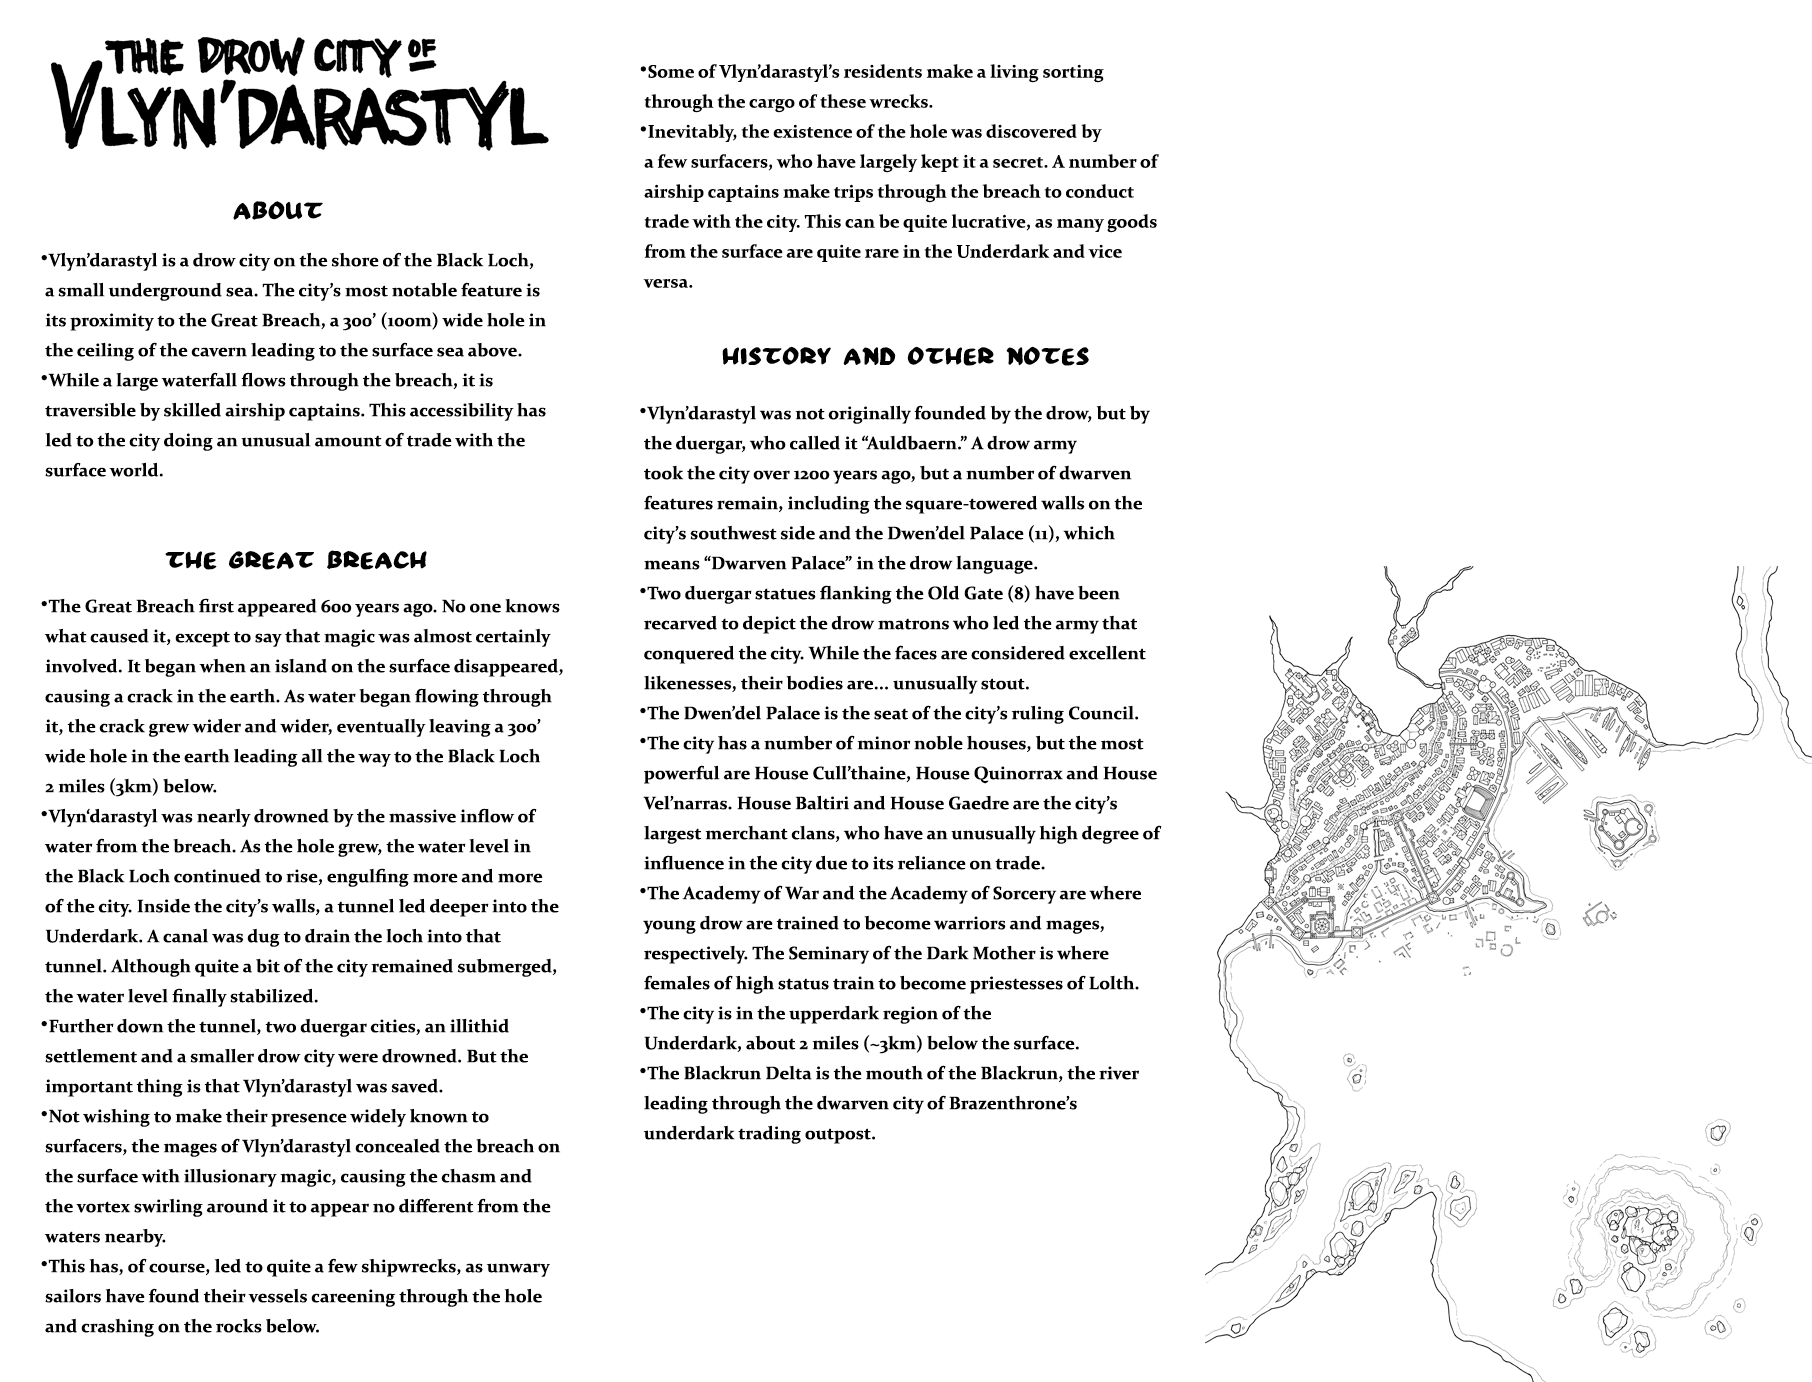 THE DROW CITY OF
VLYN'DARASTYL
ABOUT
•Vlyn'darastyl is a drow city on the shore of the Black Loch,
a small underground sea. The city's most notable feature is
its proximity to the Great Breach, a 300' (100m) wide hole in
the ceiling of the cavern leading to the surface sea above.
•While a large waterfall flows through the breach, it is
traversible by skilled airship captains. This accessibility has
led to the city doing an unusual amount of trade with the
surface world.
THE GREAT BREACH
•The Great Breach first appeared 600 years ago. No one knows
what caused it, except to say that magic was almost certainly
involved. It began when an island on the surface disappeared,
causing a crack in the earth. As water began flowing through
it, the crack grew wider and wider, eventually leaving a 300'
wide hole in the earth leading all the way to the Black Loch
2 miles (3km) below.
•Vlyn‘darastyl was nearly drowned by the massive inflow of
water from the breach. As the hole grew, the water level in
the Black Loch continued to rise, engulfing more and more
of the city. Inside the city's walls, a tunnel led deeper into the
Underdark. A canal was dug to drain the loch into that
tunnel. Although quite a bit of the city remained submerged,
the water level finally stabilized.
•Further down the tunnel, two duergar cities, an illithid
settlement and a smaller drow city were drowned. But the
important thing is that Vlyn'darastyl was saved.
•Not wishing to make their presence widely known to
surfacers, the mages of Vlyn'darastyl concealed the breach on
the surface with illusionary magic, causing the chasm and
the vortex swirling around it to appear no different from the
waters nearby.
•This has, of course, led to quite a few shipwrecks, as unwary
sailors have found their vessels careening through the hole
and crashing on the rocks below.
•Some of Vlyn'darastyl's residents make a living sorting
through the cargo of these wrecks.
•Inevitably, the existence of the hole was discovered by
a few surfacers, who have largely kept it a secret. A number of
airship captains make trips through the breach to conduct
trade with the city. This can be quite lucrative, as many goods
from the surface are quite rare in the Underdark and vice
versa.
HISTORY AND OTHER NOTES
•Vlyn'darastyl was not originally founded by the drow, but by
the duergar, who called it “Auldbaern.” A drow army
took the city over 1200 years ago, but a number of dwarven
features remain, including the square-towered walls on the
city's southwest side and the Dwen'del Palace (11), which
means “Dwarven Palace” in the drow language.
•Two duergar statues flanking the Old Gate (8) have been
recarved to depict the drow matrons who led the army that
conquered the city. While the faces are considered excellent
likenesses, their bodies are... unusually stout.
•The Dwen'del Palace is the seat of the city's ruling Council.
•The city has a number of minor noble houses, but the most
powerful are House Cull'thaine, House Quinorrax and House
Vel'narras. House Baltiri and House Gaedre are the city's
largest merchant clans, who have an unusually high degree of
influence in the city due to its reliance on trade.
•The Academy of War and the Academy of Sorcery are where
young drow are trained to become warriors and mages,
respectively. The Seminary of the Dark Mother is where
females of high status train to become priestesses of Lolth.
•The city is in the upperdark region of the
Underdark, about 2 miles (~3km) below the surface.
•The Blackrun Delta is the mouth of the Blackrun, the river
leading through the dwarven city of Brazenthrone's
underdark trading outpost.